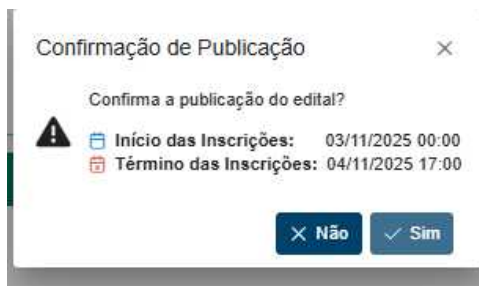 Confirmação de Publicação
Confirma a publicação do edital?
Início das Inscrições: 03/11/2025 00:00
Término das Inscrições: 04/11/2025 17:00
Não
Sim